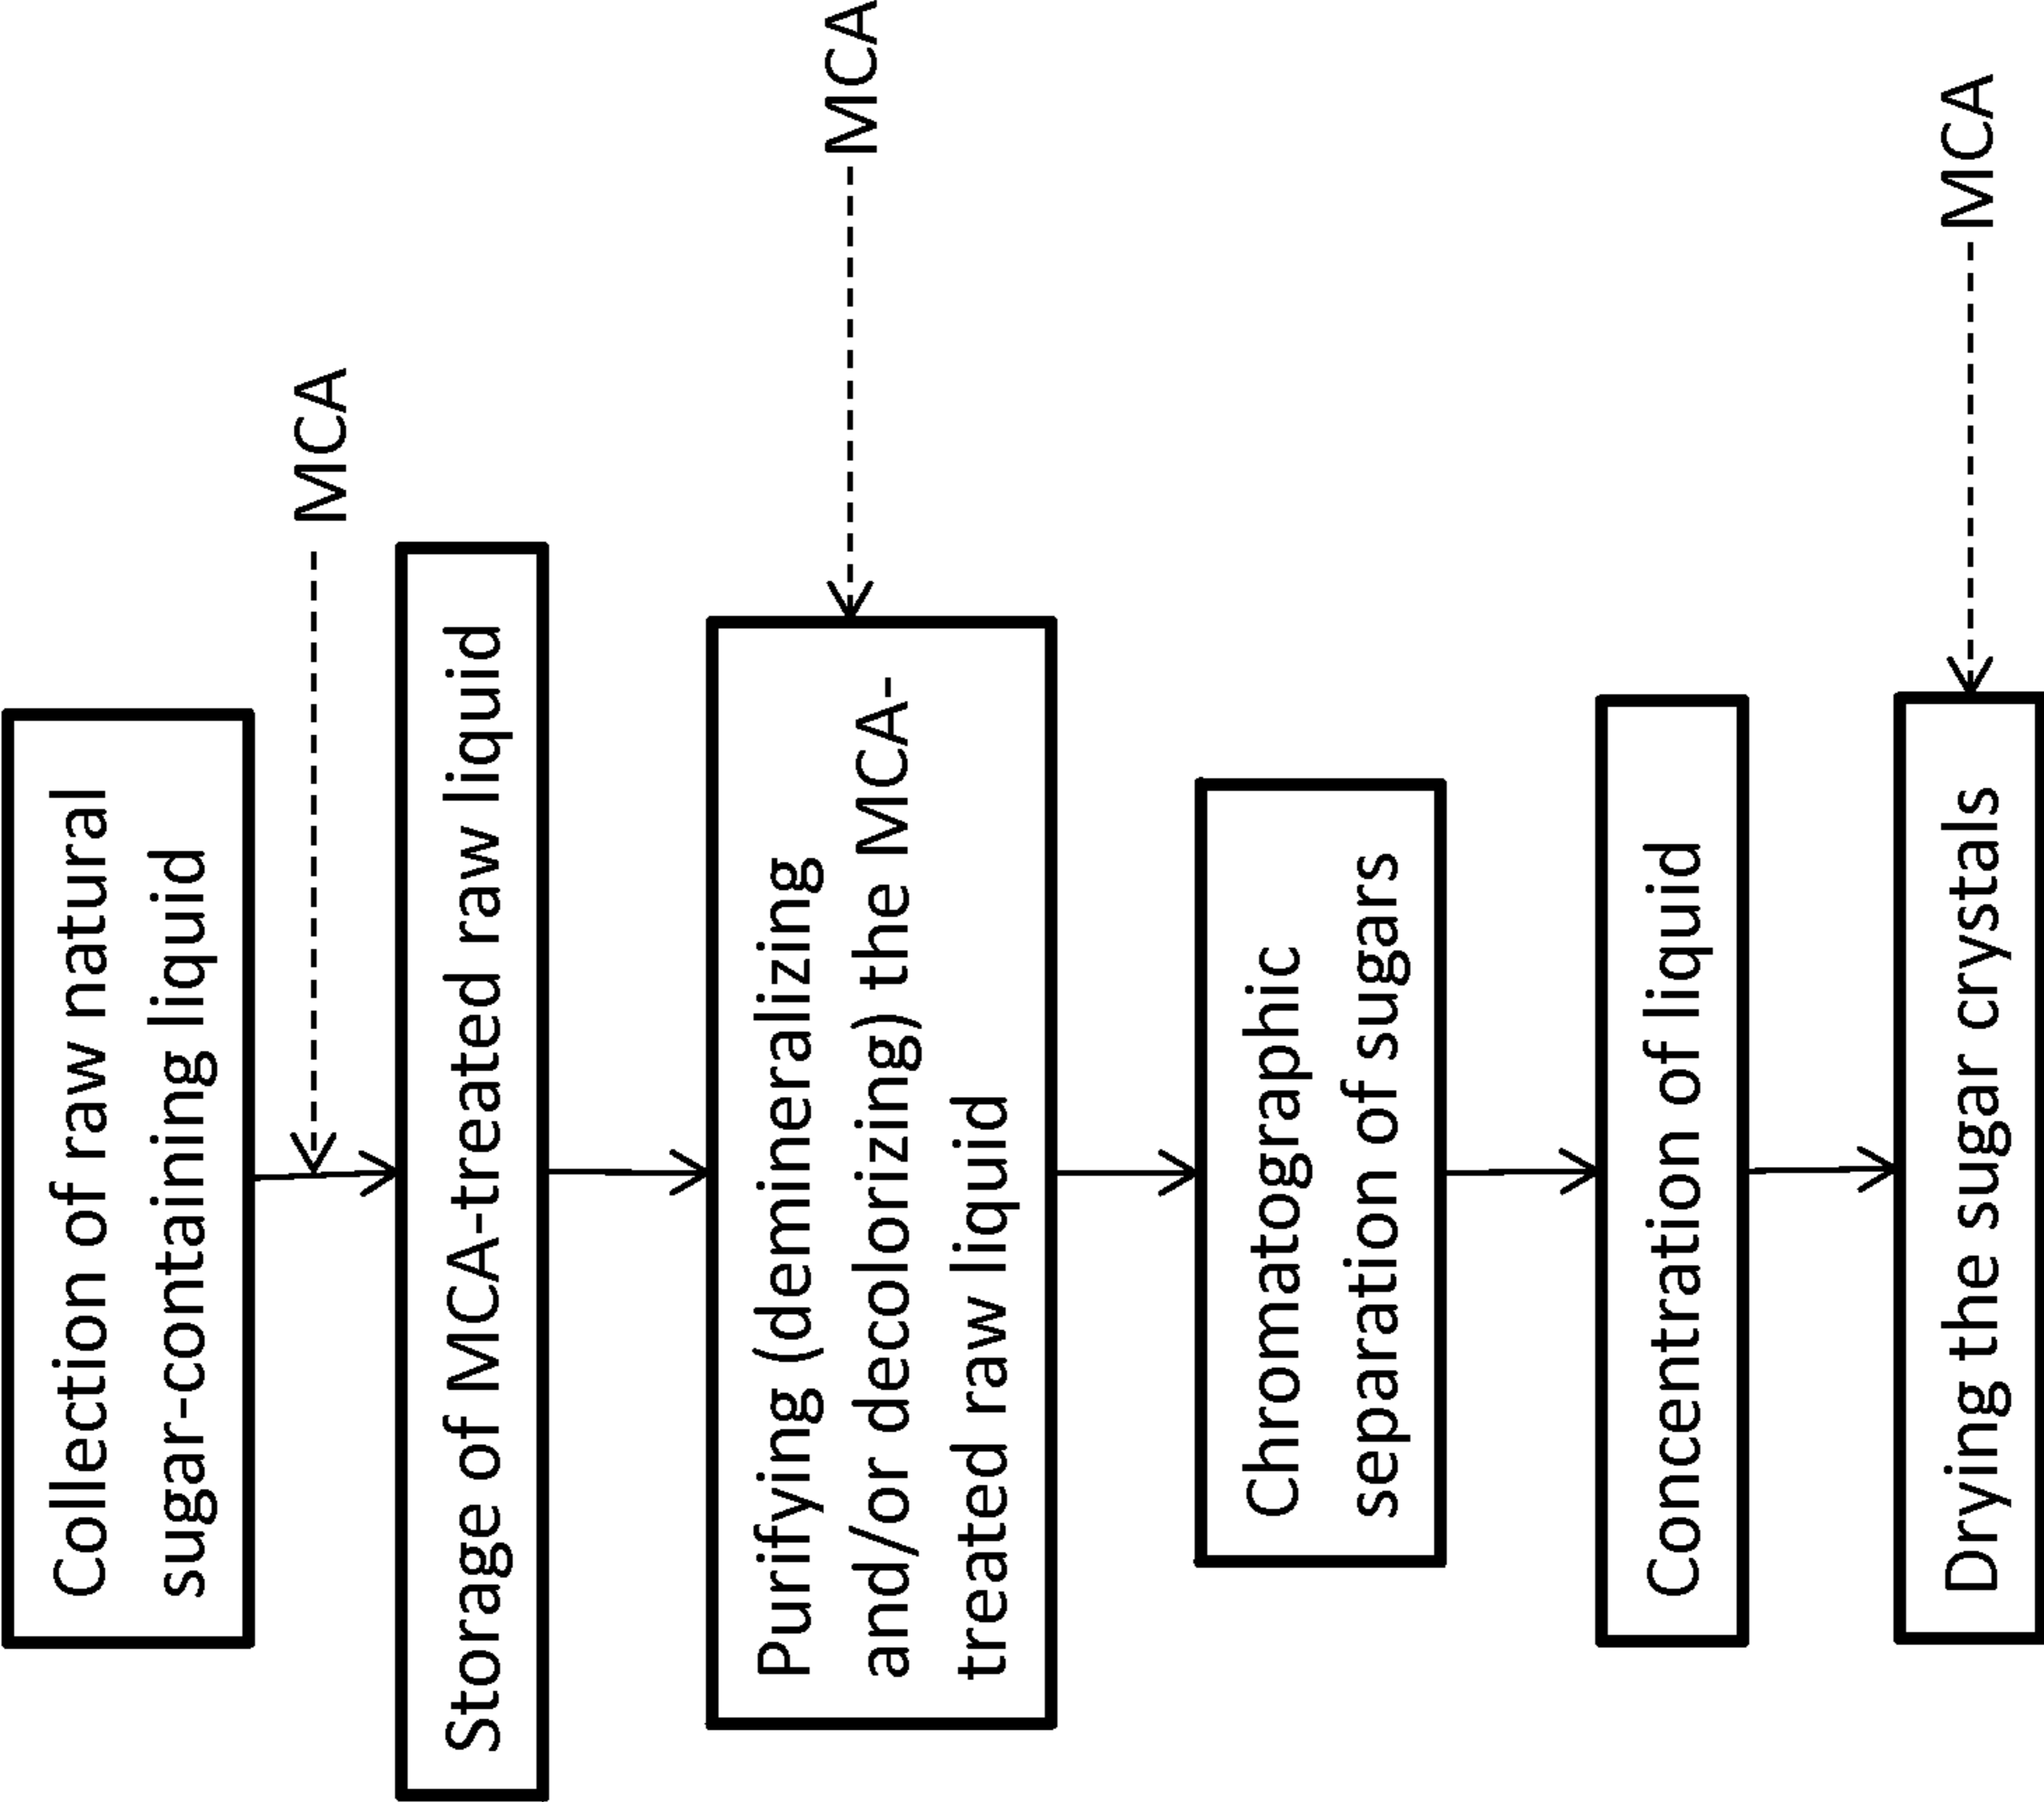 Collection of raw natural
sugar-containing liquid
MCA
Storage of MCA-treated raw liquid
Purifying (demineralizing
and/or decolorizing) the MCA-
treated raw liquid
MCA
Chromatographic
separation of sugars
Concentration of liquid
Drying the sugar crystals
MCA